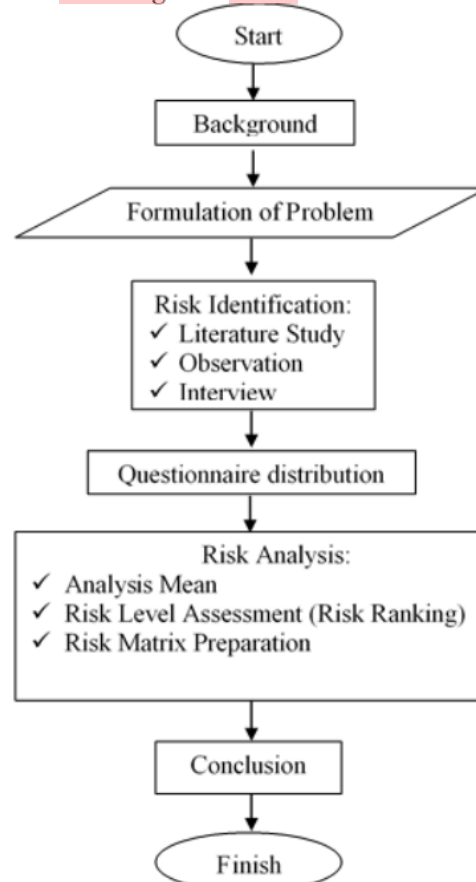 Start
Background
Formulation of Problem
Risk Identification:
✓ Literature Study
✓ Observation
✓ Interview
Questionnaire distribution
Risk Analysis:
✓ Analysis Mean
✓ Risk Level Assessment (Risk Ranking)
✓ Risk Matrix Preparation
Conclusion
Finish